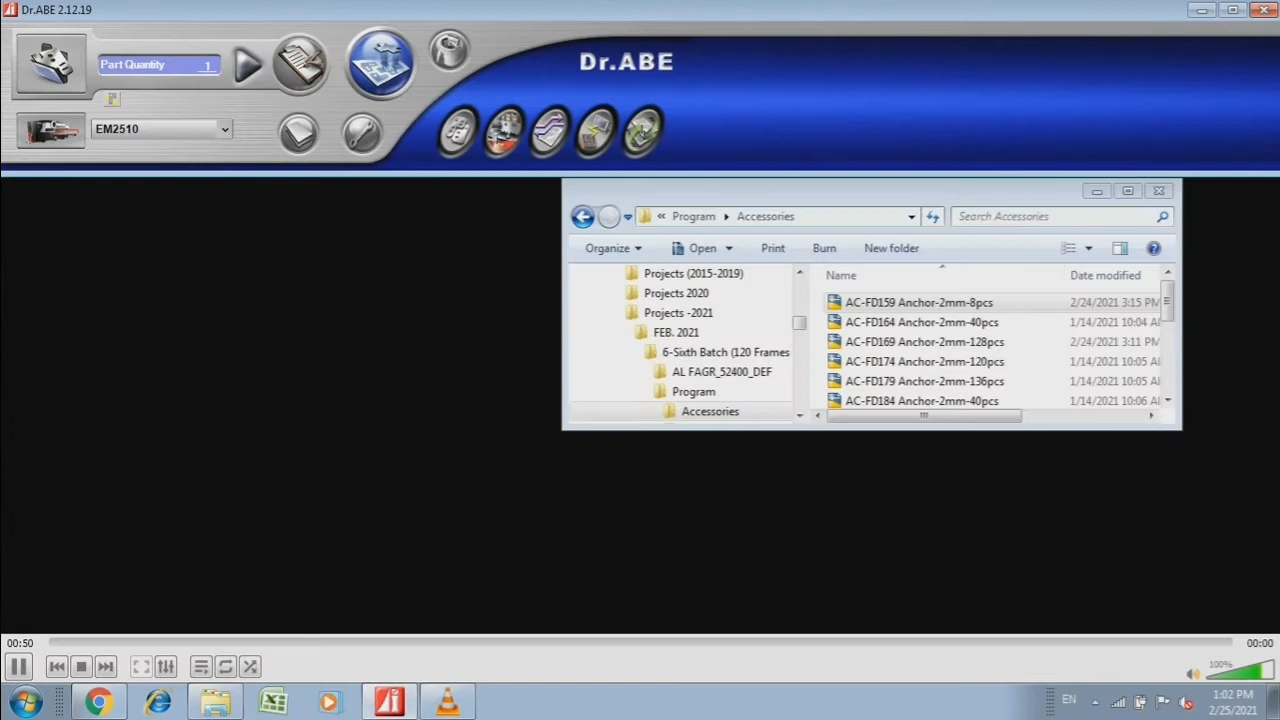 Dr.ABE 2.12.19
Part Quantity 1
Dr.ABE
EM2510
« Program Accessories
Search Accessories
Organize Open Print Burn New folder
Projects (2015-2019)
Projects 2020
Projects -2021
FEB. 2021
6-Sixth Batch (120 Frames
AL FAGR_52400_DEF
Program
Accessories
Name Date modified
AC-FD159 Anchor-2mm-8pcs 2/24/2021 3:15 PM
AC-FD164 Anchor-2mm-40pcs 1/14/2021 10:04 AI
AC-FD169 Anchor-2mm-128pcs 2/24/2021 3:11 PM
AC-FD174 Anchor-2mm-120pcs 1/14/2021 10:05 AI
AC-FD179 Anchor-2mm-136pcs 1/14/2021 10:05 AI
AC-FD184 Anchor-2mm-40pcs 1/14/2021 10:06 AI
00:50 00:00
100%
EN
1:02 PM
2/25/2021